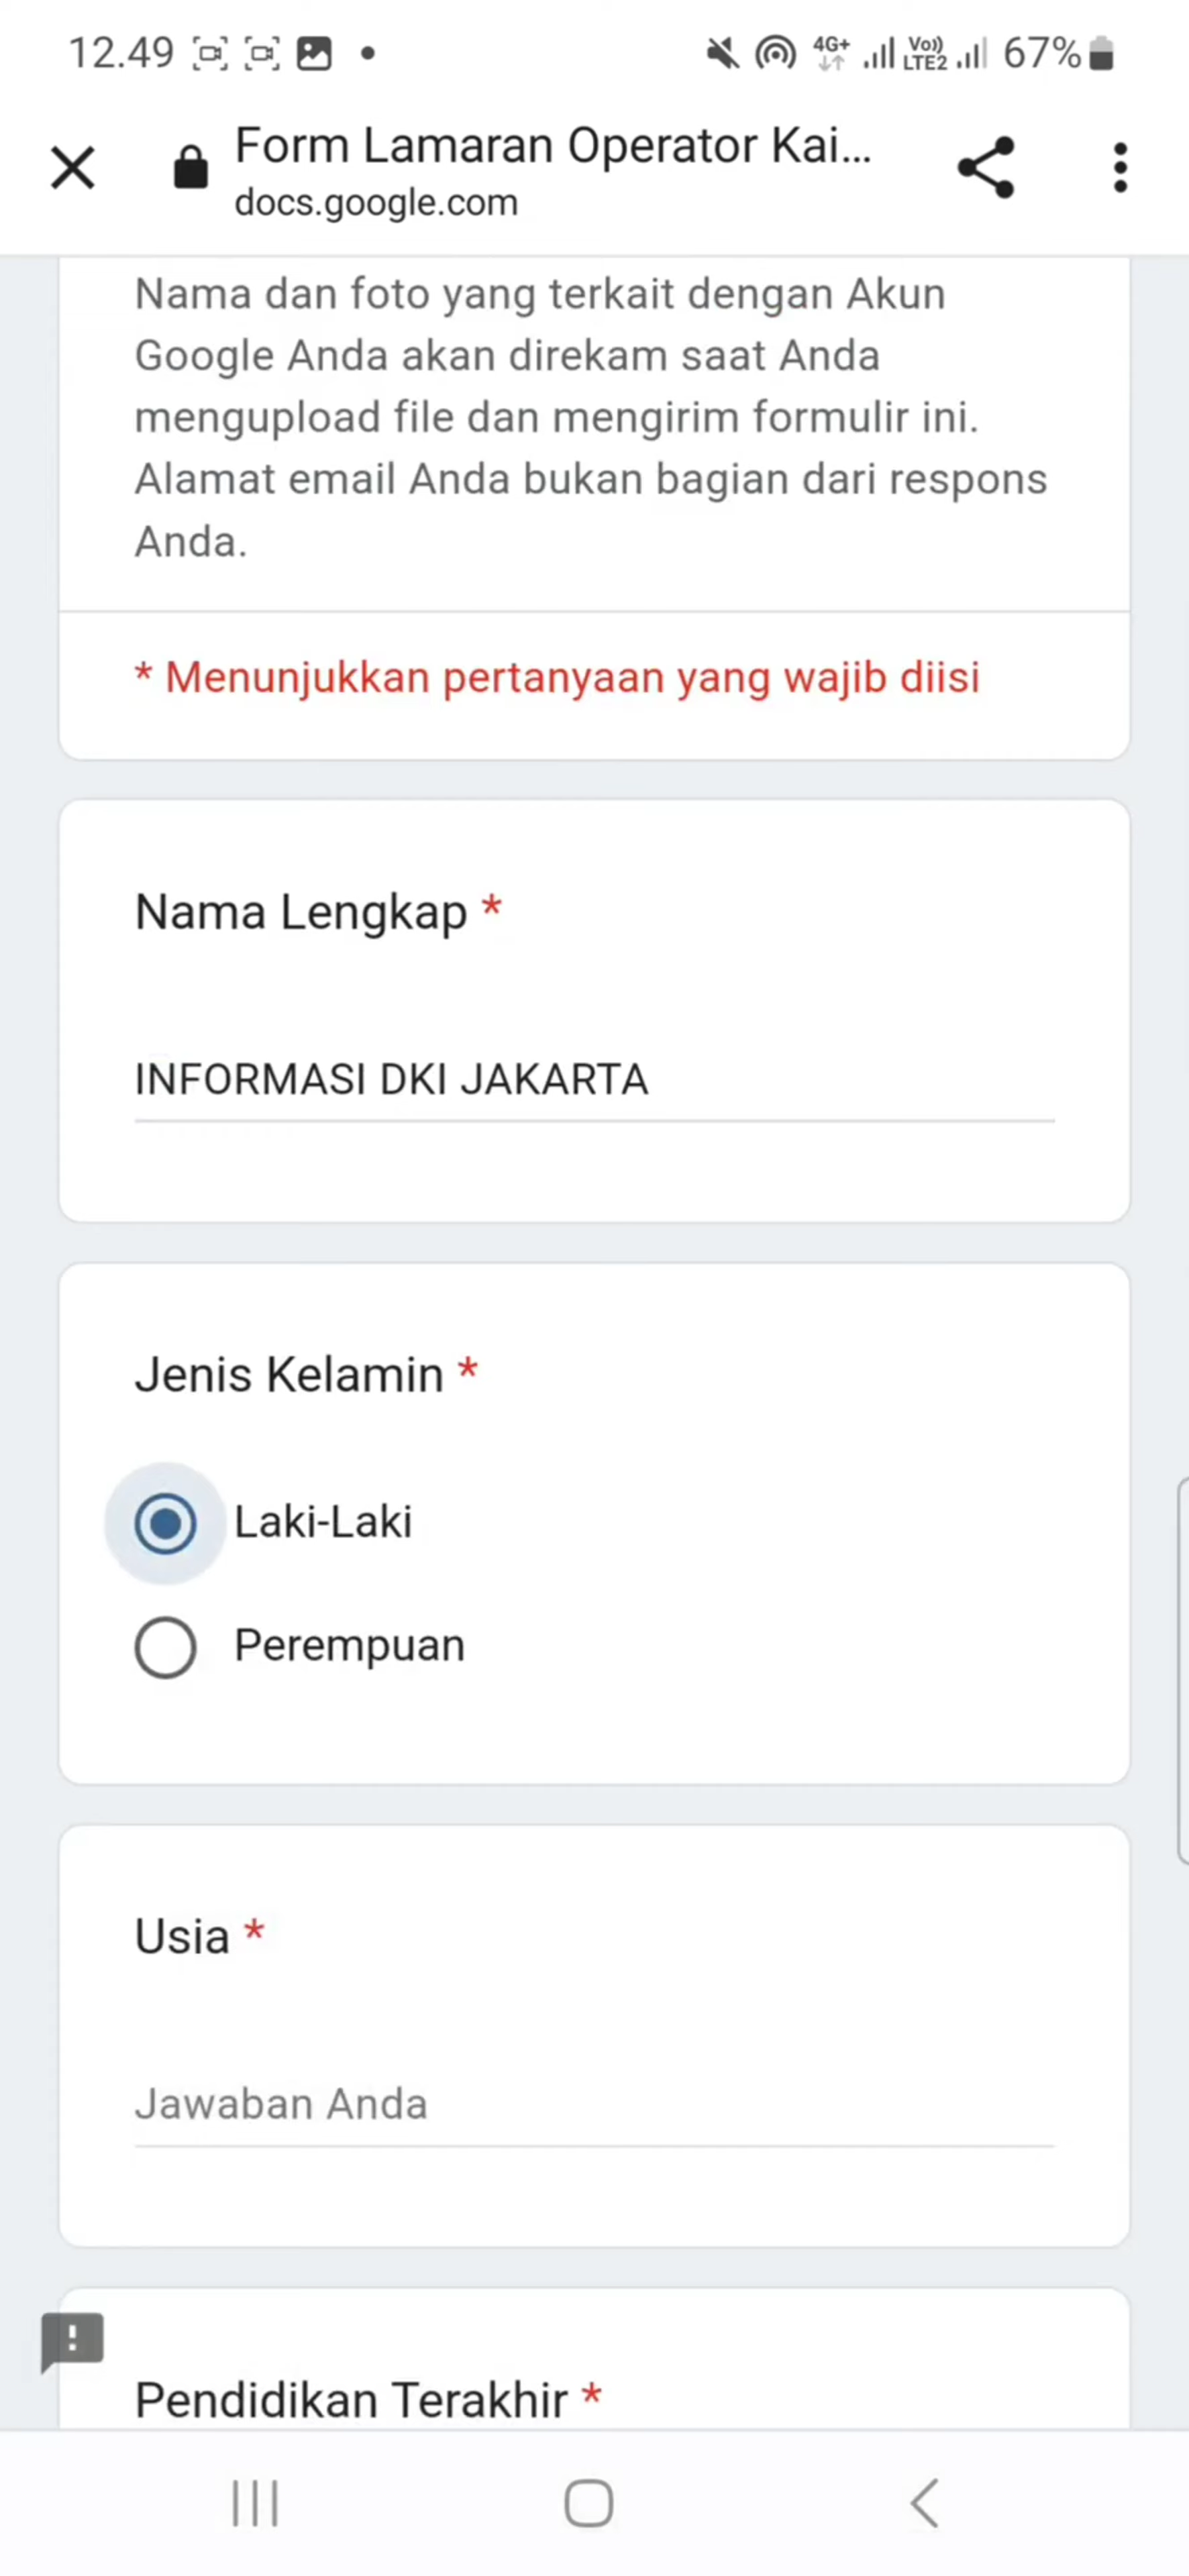 12.49
4G+
Vo))
LTE2
67%
Form Lamaran Operator Kai...
docs.google.com
Nama dan foto yang terkait dengan Akun
Google Anda akan direkam saat Anda
mengupload file dan mengirim formulir ini.
Alamat email Anda bukan bagian dari respons
Anda.
* Menunjukkan pertanyaan yang wajib diisi
Nama Lengkap *
INFORMASI DKI JAKARTA
Jenis Kelamin *
Laki-Laki
Perempuan
Usia *
Jawaban Anda
Pendidikan Terakhir *